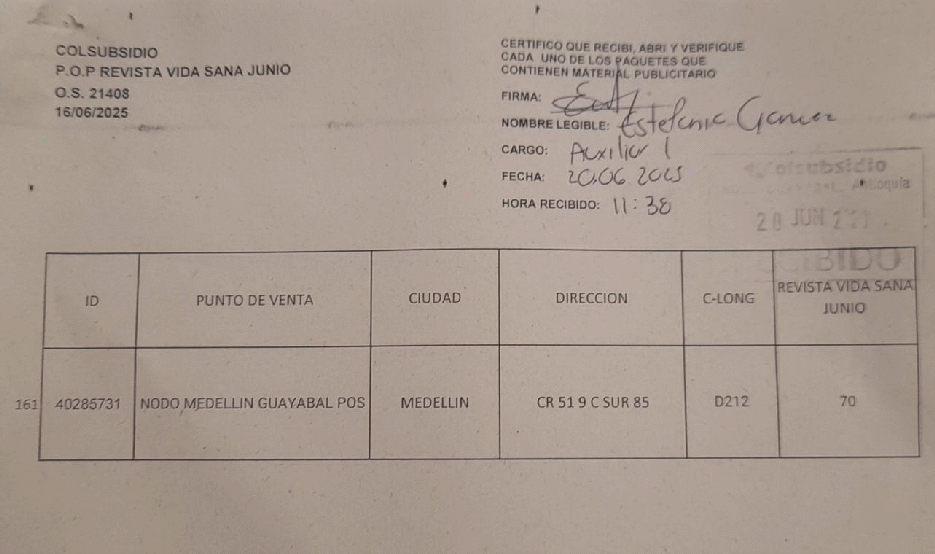 COLSUBSIDIO
P.O.P REVISTA VIDA SANA JUNIO
O.S. 21408
16/06/2025
CERTIFICO QUE RECIBI, ABRI Y VERIFIQUE
CADA UNO DE LOS PAQUETES QUE
CONTIENEN MATERIAL PUBLICITARIO
FIRMA:
NOMBRE LEGIBLE: Estefania
CARGO: Auxiliar 1
FECHA: 20.06 2025
HORA RECIBIDO: 11:38
Colsubsidio
Antioquia
20 JUN
ID PUNTO DE VENTA CIUDAD DIRECCION C-LONG REVISTA VIDA SANA
JUNIO
161 40285731 NODO MEDELLIN GUAYABAL POS MEDELLIN CR 51 9 C SUR 85 D212 70